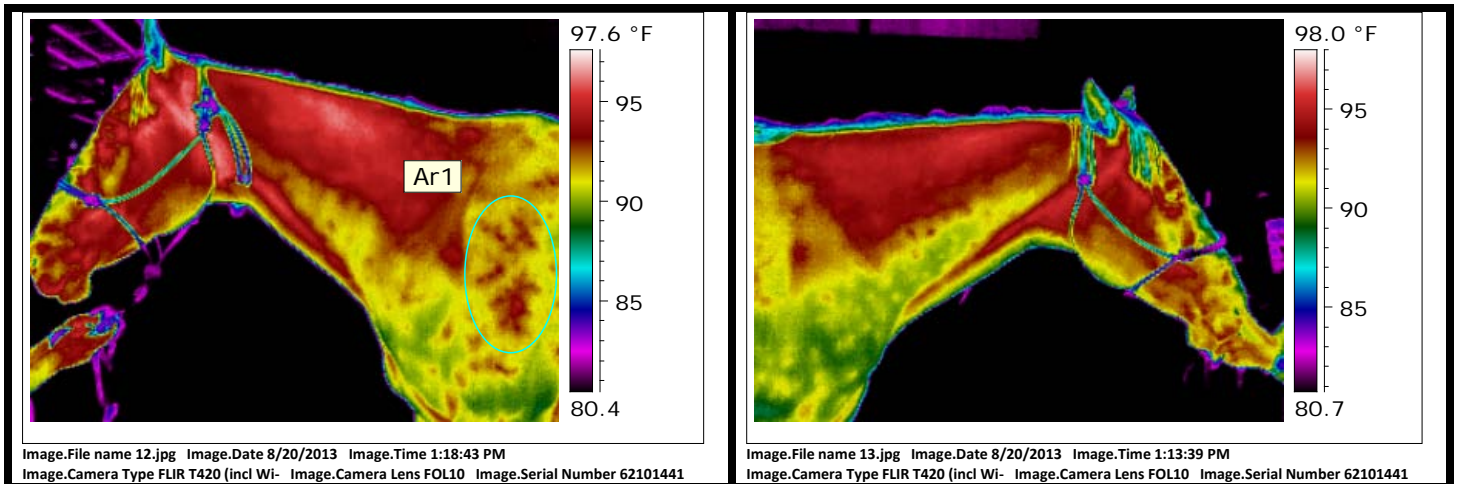 97.6 °F
95
90
85
80.4
Ar1
Image.File name 12.jpg Image.Date 8/20/2013 Image.Time 1:18:43 PM
Image.Camera Type FLIR T420 (incl Wi- Image.Camera Lens FOL10 Image.Serial Number 62101441
98.0 °F
95
90
85
80.7
Image.File name 13.jpg Image.Date 8/20/2013 Image.Time 1:13:39 PM
Image.Camera Type FLIR T420 (incl Wi- Image.Camera Lens FOL10 Image.Serial Number 62101441